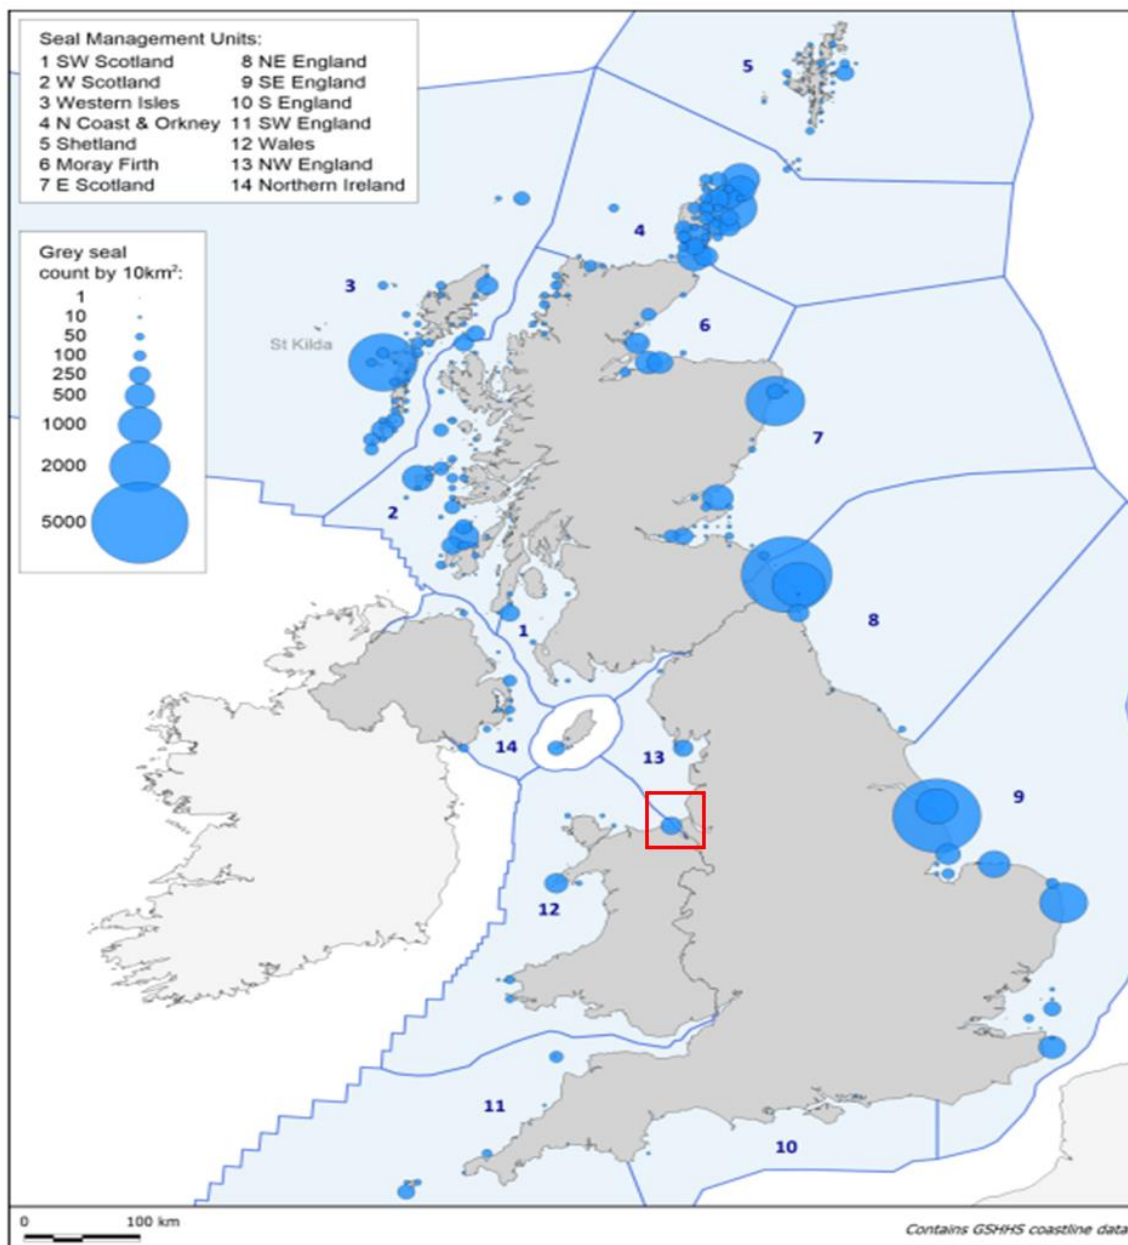 Seal Management Units:
1 SW Scotland 8 NE England
2 W Scotland 9 SE England
3 Western Isles 10 S England
4 N Coast & Orkney 11 SW England
5 Shetland 12 Wales
6 Moray Firth 13 NW England
7 E Scotland 14 Northern Ireland
5
Grey seal
count by 10km²:
1
10
50
100
250
500
1000
2000
5000
4
3
St Kilda
6
7
2
1
8
14
13
9
12
11
10
0 100 km
Contains GSHHS coastline data